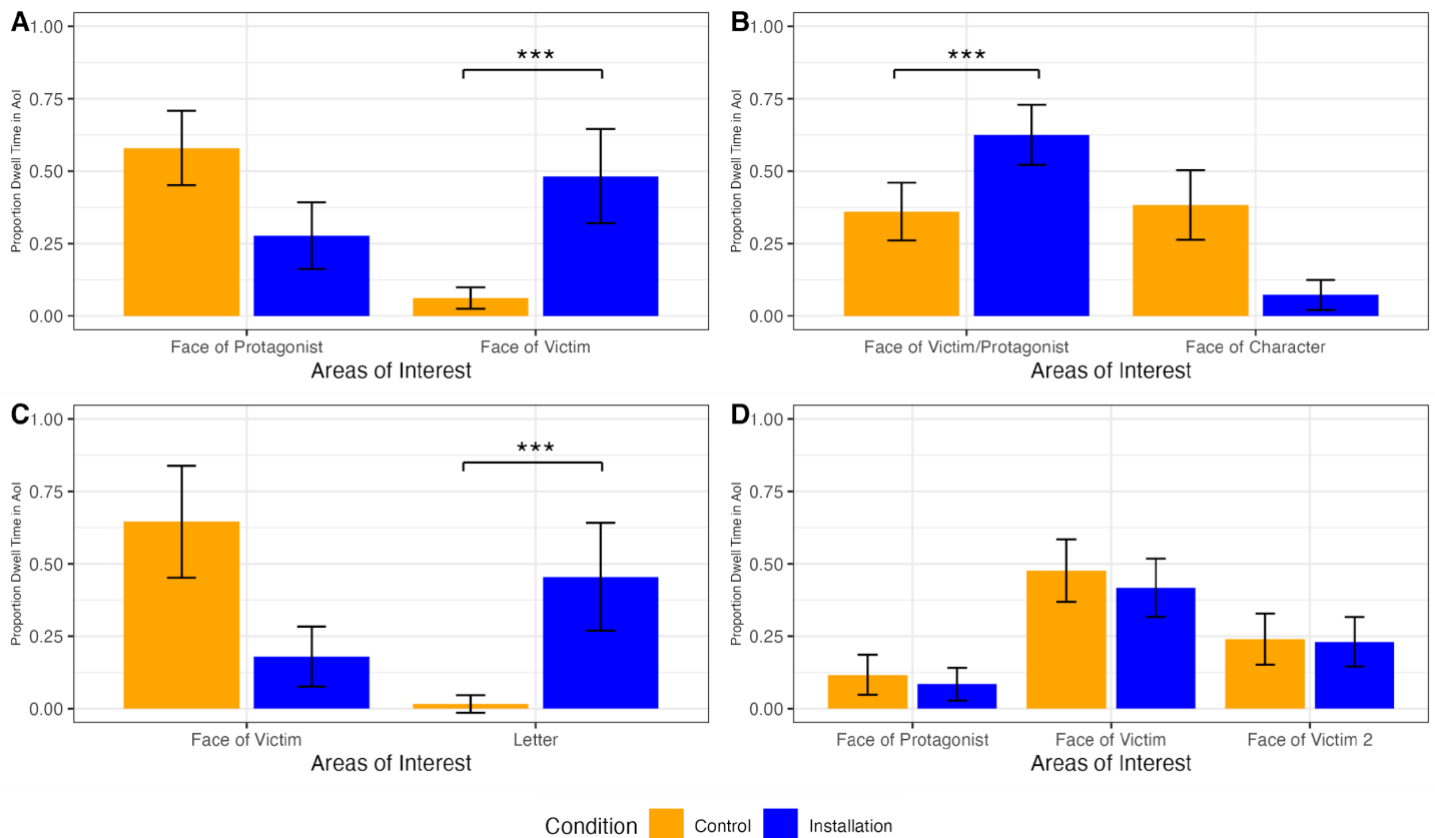 A
1.00
0.75
0.50
0.25
0.00
Proportion Dwell Time in AoI
***
Face of Protagonist
Face of Victim
Areas of Interest
B
1.00
0.75
0.50
0.25
0.00
Proportion Dwell Time in AoI
***
Face of Victim/Protagonist
Face of Character
Areas of Interest
C
1.00
0.75
0.50
0.25
0.00
Proportion Dwell Time in AoI
***
Face of Victim
Letter
Areas of Interest
D
1.00
0.75
0.50
0.25
0.00
Proportion Dwell Time in AoI
Face of Protagonist
Face of Victim
Face of Victim 2
Areas of Interest
Condition Control Installation